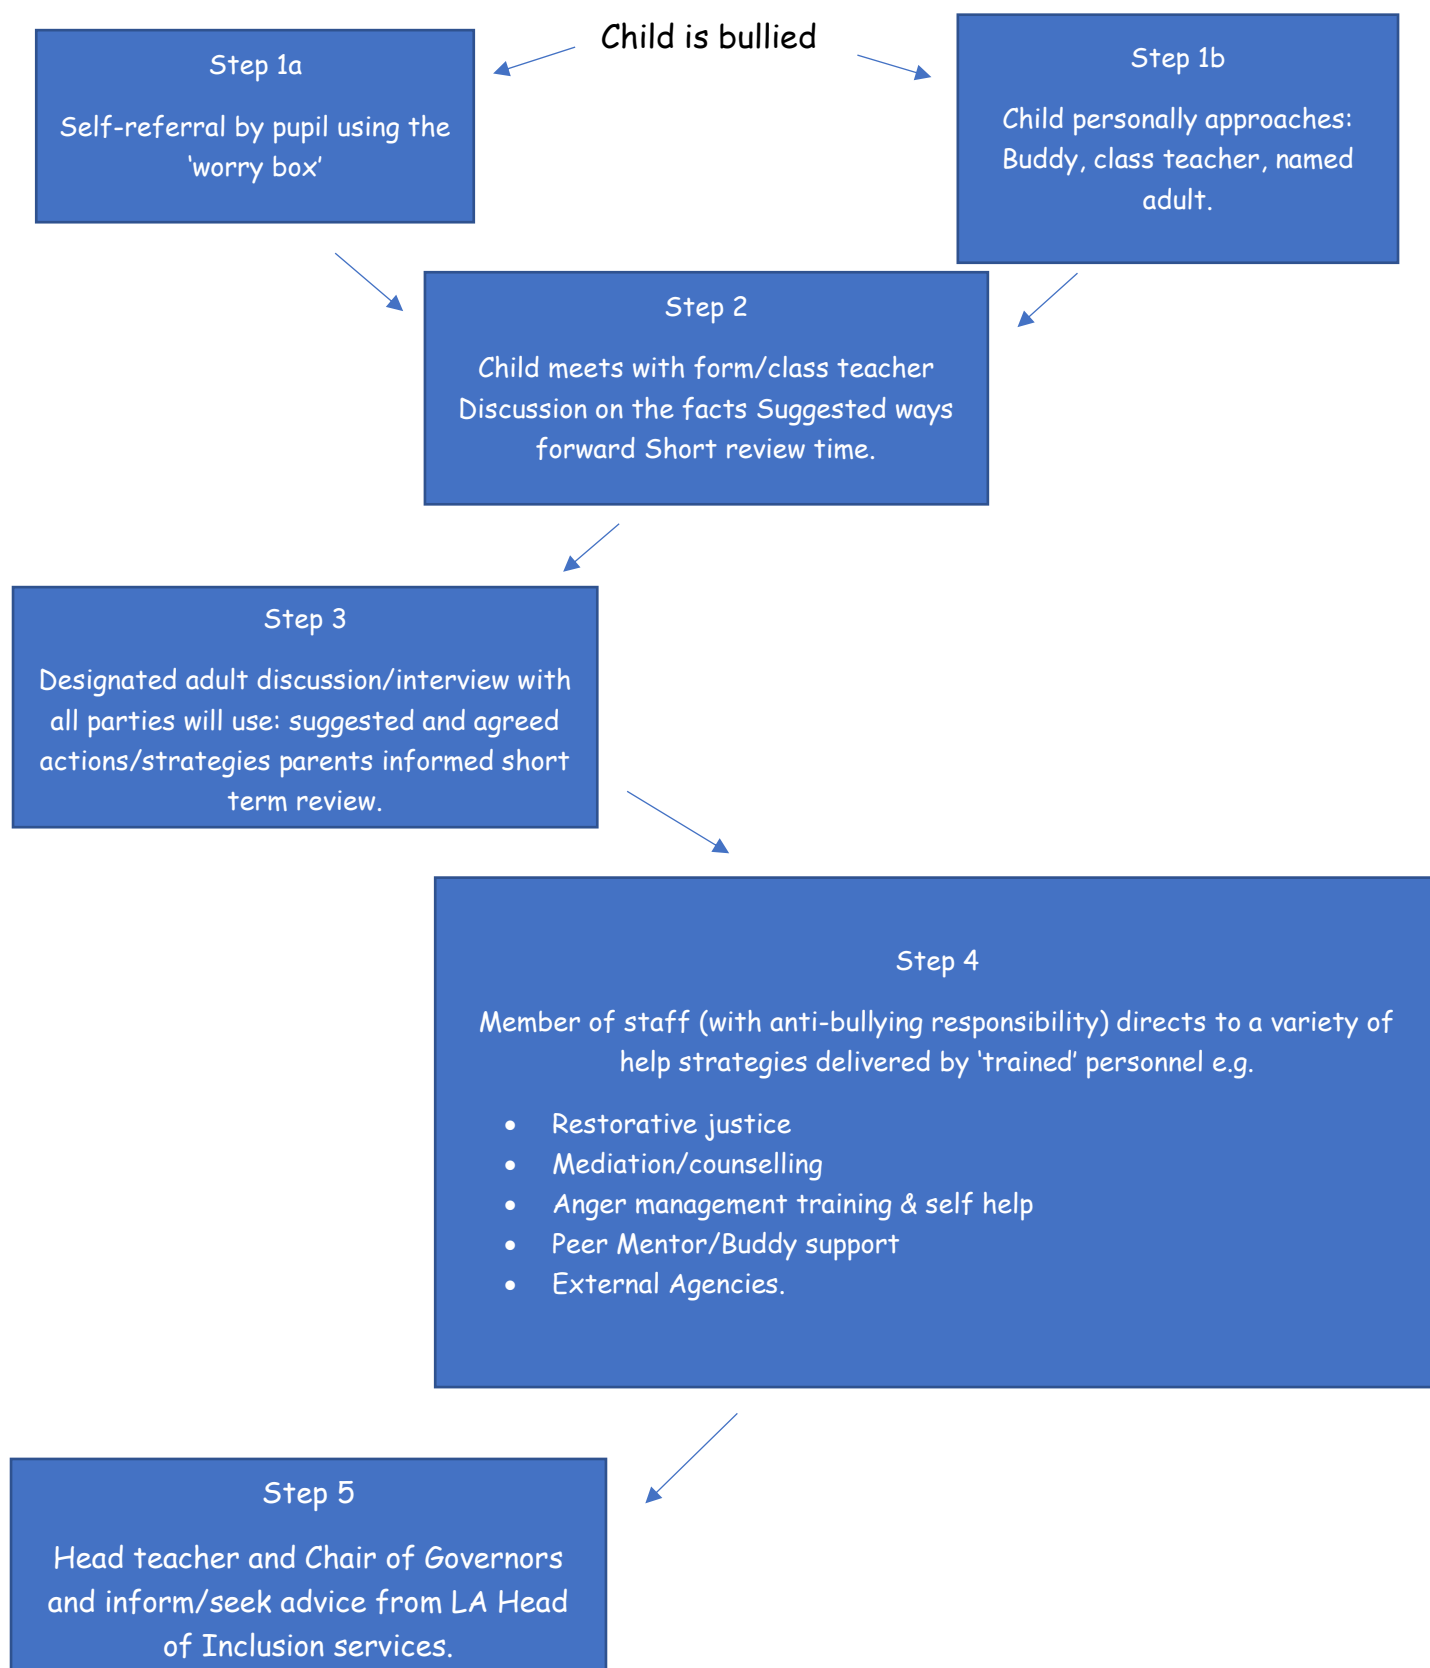 Child is bullied
Step 1a
Self-referral by pupil using the
‘worry box’
Step 1b
Child personally approaches:
Buddy, class teacher, named
adult.
Step 2
Child meets with form/class teacher
Discussion on the facts Suggested ways
forward Short review time.
Step 3
Designated adult discussion/interview with
all parties will use: suggested and agreed
actions/strategies parents informed short
term review.
Step 4
Member of staff (with anti-bullying responsibility) directs to a variety of
help strategies delivered by ‘trained’ personnel e.g.
• Restorative justice
• Mediation/counselling
• Anger management training & self help
• Peer Mentor/Buddy support
• External Agencies.
Step 5
Head teacher and Chair of Governors
and inform/seek advice from LA Head
of Inclusion services.